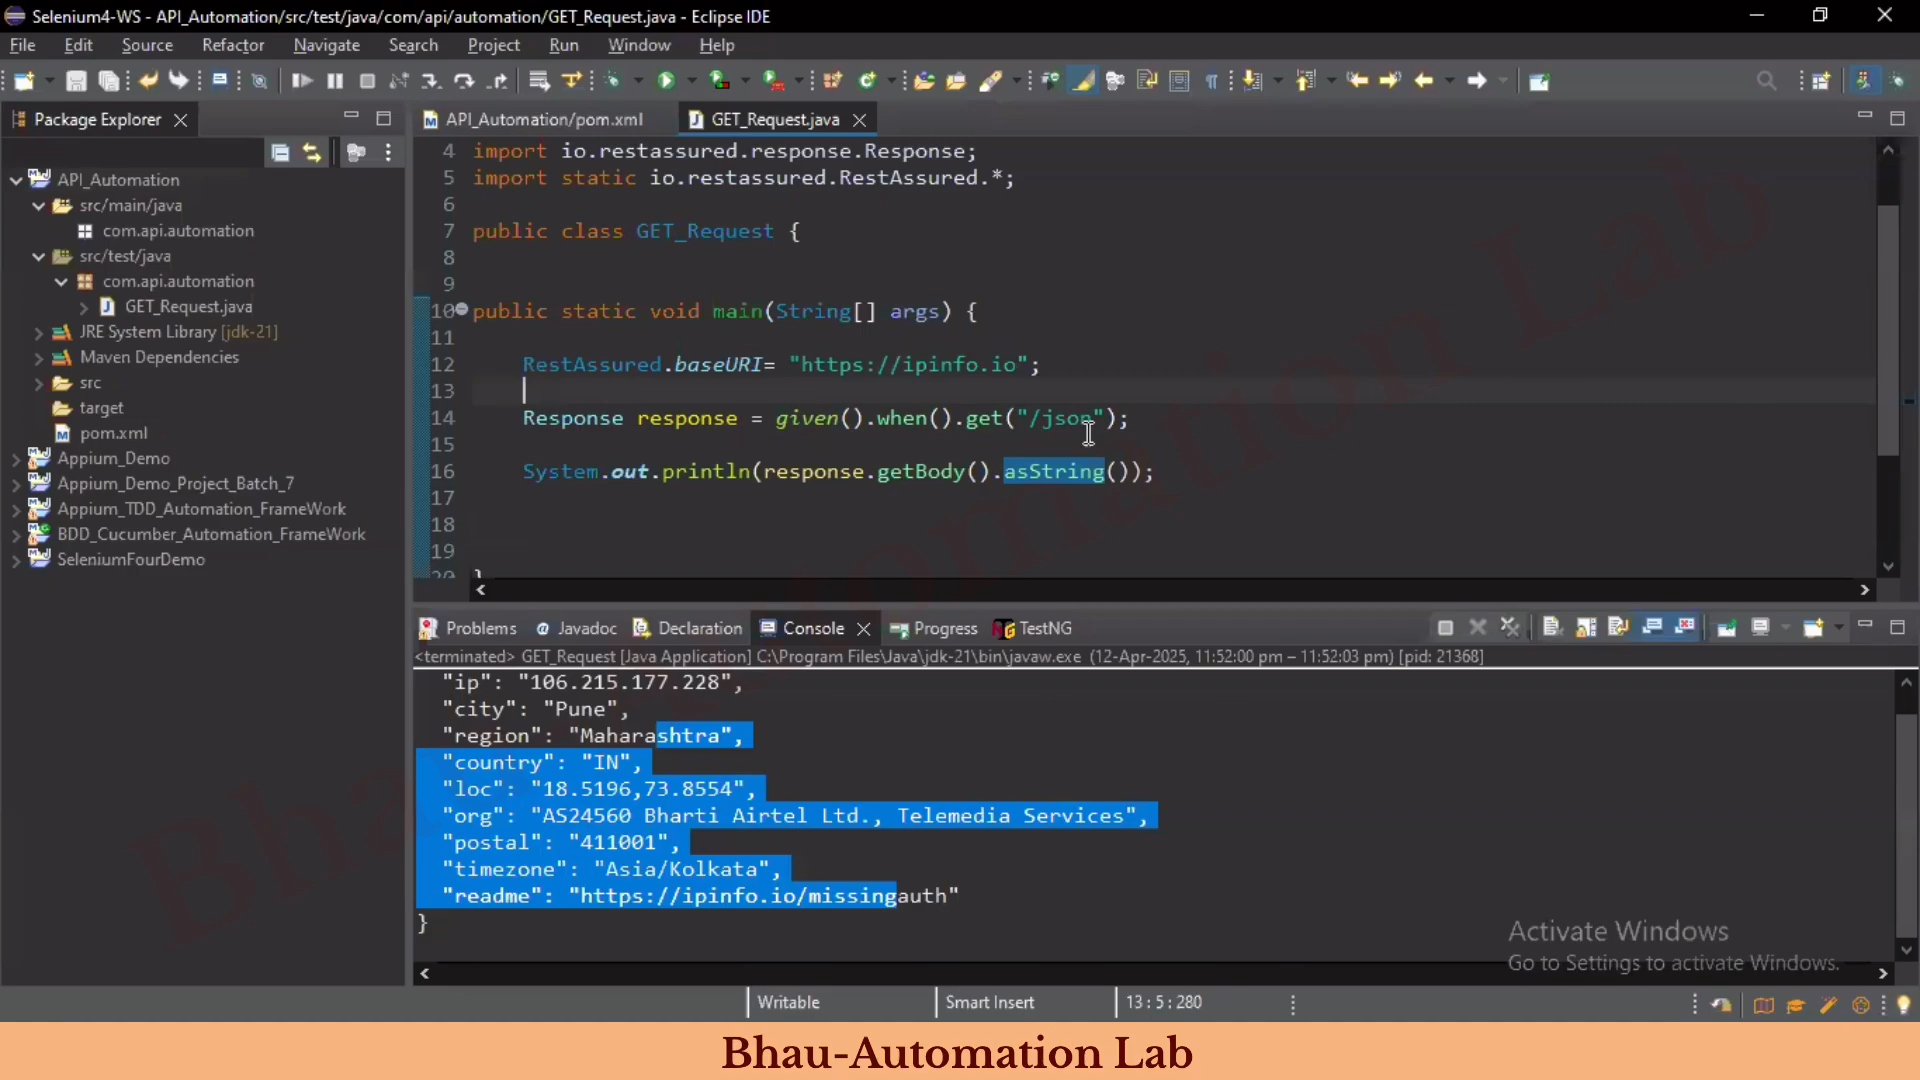 Selenium4-WS - API_Automation/src/test/java/com/api/automation/GET_Request.java - Eclipse IDE
File Edit Source Refactor Navigate Search Project Run Window Help
Package Explorer
API_Automation/pom.xml GET_Request.java
API_Automation
src/main/java
com.api.automation
src/test/java
com.api.automation
GET_Request.java
JRE System Library [jdk-21]
Maven Dependencies
src
target
pom.xml
Appium_Demo
Appium_Demo_Project_Batch_7
Appium_TDD_Automation_FrameWork
BDD_Cucumber_Automation_FrameWork
SeleniumFourDemo
4 import io.restassured.response.Response;
5 import static io.restassured.RestAssured.*;
6
7 public class GET_Request {
8
9
10 public static void main(String[] args) {
11
12 RestAssured.baseURI= "https://ipinfo.io";
13
14 Response response = given().when().get("/json");
15
16 System.out.println(response.getBody().asString());
17
18
19
20 }
Problems Javadoc Declaration Console Progress TestNG
<terminated> GET_Request [Java Application] C:\Program Files\Java\jdk-21\bin\javaw.exe (12-Apr-2025, 11:52:00 pm – 11:52:03 pm) [pid: 21368]
"ip": "106.215.177.228",
"city": "Pune",
"region": "Maharashtra",
"country": "IN",
"loc": "18.5196,73.8554",
"org": "AS24560 Bharti Airtel Ltd., Telemedia Services",
"postal": "411001",
"timezone": "Asia/Kolkata",
"readme": "https://ipinfo.io/missingauth"
}
Activate Windows
Go to Settings to activate Windows.
Writable Smart Insert 13 : 5 : 280
Bhau-Automation Lab
Bhau-Automation Lab